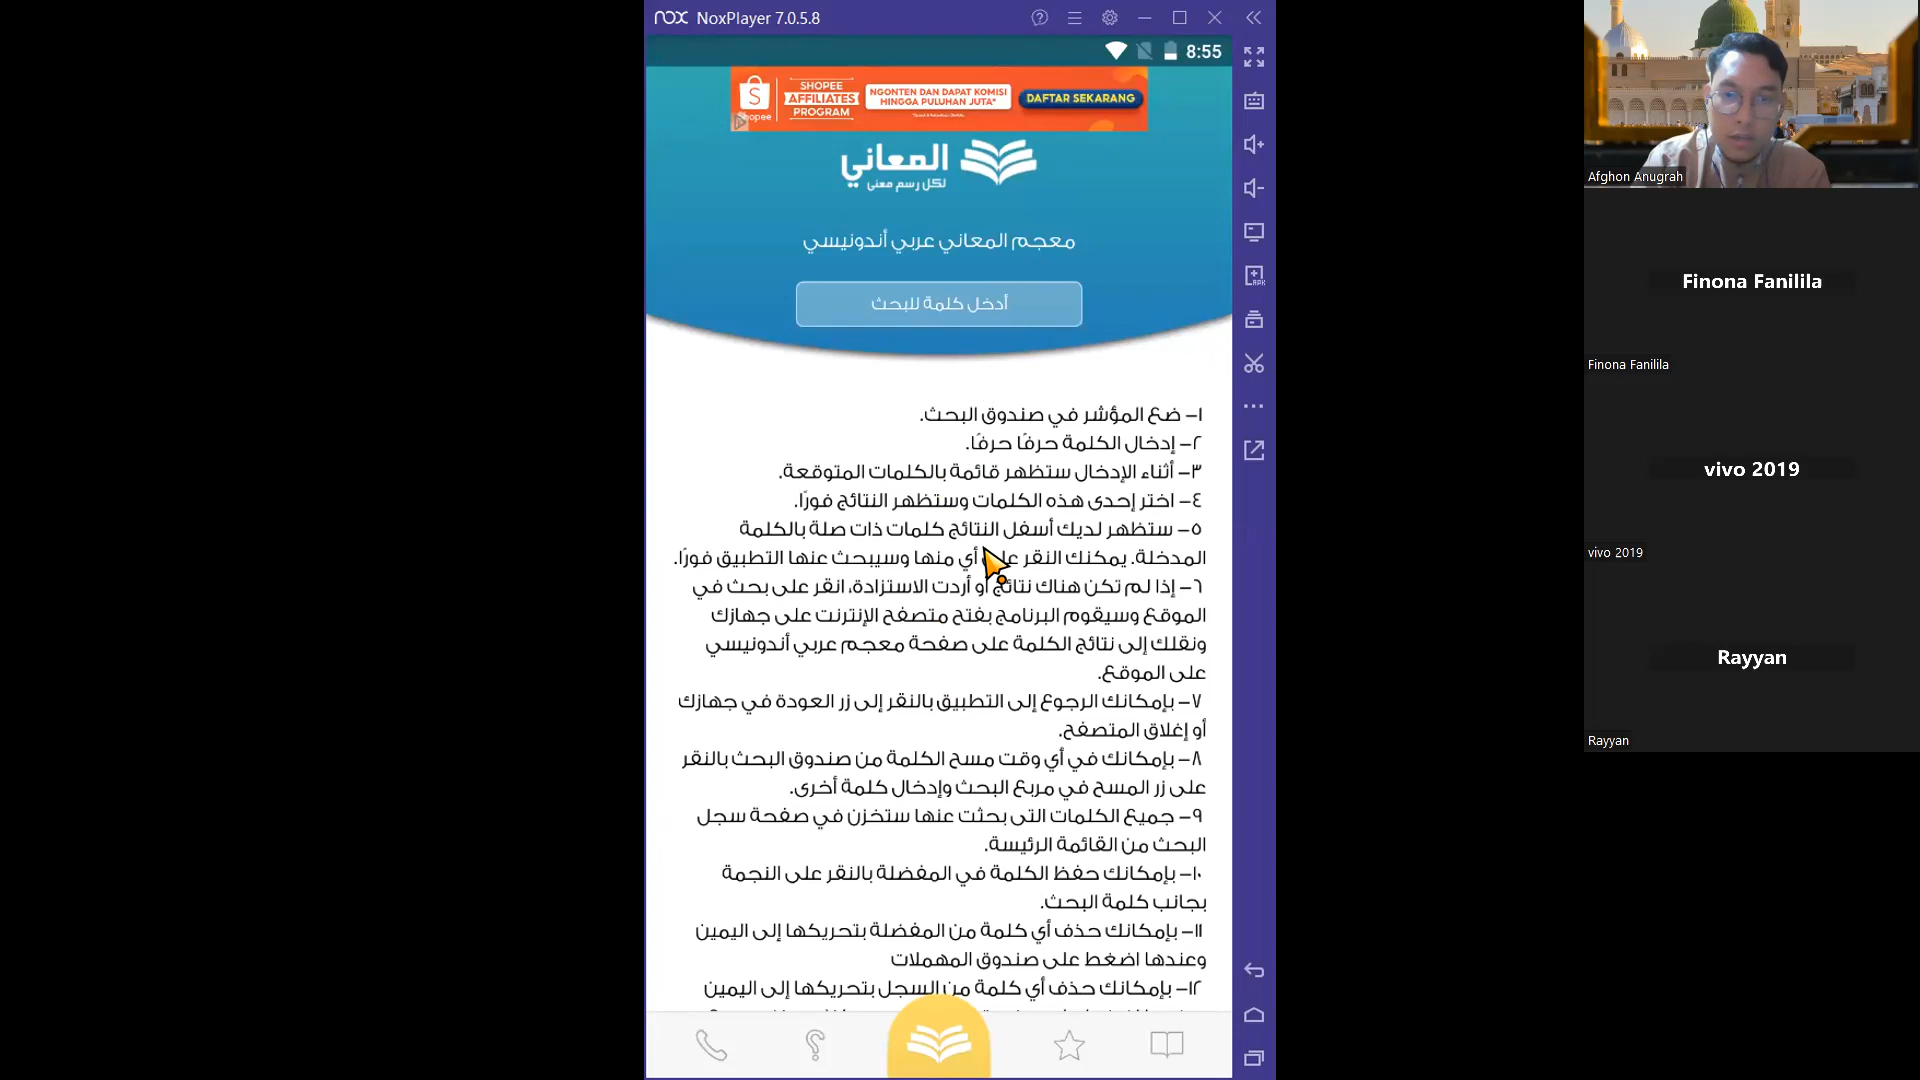 NOX NoxPlayer 7.0.5.8
8:55
Shopee
SHOPEE
AFFILIATES
PROGRAM
NGONTEN DAN DAPAT KOMISI
HINGGA PULUHAN JUTA*
DAFTAR SEKARANG
المعاني
لكل رسم معنى
معجم المعاني عربي أندونيسي
أدخل كلمة للبحث
١- ضع المؤشر في صندوق البحث.
٢- إدخال الكلمة حرفًا حرفًا.
٣- أثناء الإدخال ستظهر قائمة بالكلمات المتوقعة.
٤- اختر إحدى هذه الكلمات وستظهر النتائج فورًا.
٥- ستظهر لديك أسفل النتائج كلمات ذات صلة بالكلمة
المدخلة. يمكنك النقر على أي منها وسيبحث عنها التطبيق فورًا.
٦- إذا لم تكن هناك نتائج أو أردت الاستزادة، انقر على بحث في
الموقع وسيقوم البرنامج بفتح متصفح الإنترنت على جهازك
ونقلك إلى نتائج الكلمة على صفحة معجم عربي أندونيسي
على الموقع.
٧- بإمكانك الرجوع إلى التطبيق بالنقر إلى زر العودة في جهازك
أو إغلاق المتصفح.
٨- بإمكانك في أي وقت مسح الكلمة من صندوق البحث بالنقر
على زر المسح في مربع البحث وإدخال كلمة أخرى.
٩- جميع الكلمات التى بحثت عنها ستخزن في صفحة سجل
البحث من القائمة الرئيسة.
١٠- بإمكانك حفظ الكلمة في المفضلة بالنقر على النجمة
بجانب كلمة البحث.
١١- بإمكانك حذف أي كلمة من المفضلة بتحريكها إلى اليمين
وعندها اضغط على صندوق المهملات
١٢- بإمكانك حذف أي كلمة من السجل بتحريكها إلى اليمين
Afghon Anugrah
Finona Fanilila
Finona Fanilila
vivo 2019
vivo 2019
Rayyan
Rayyan